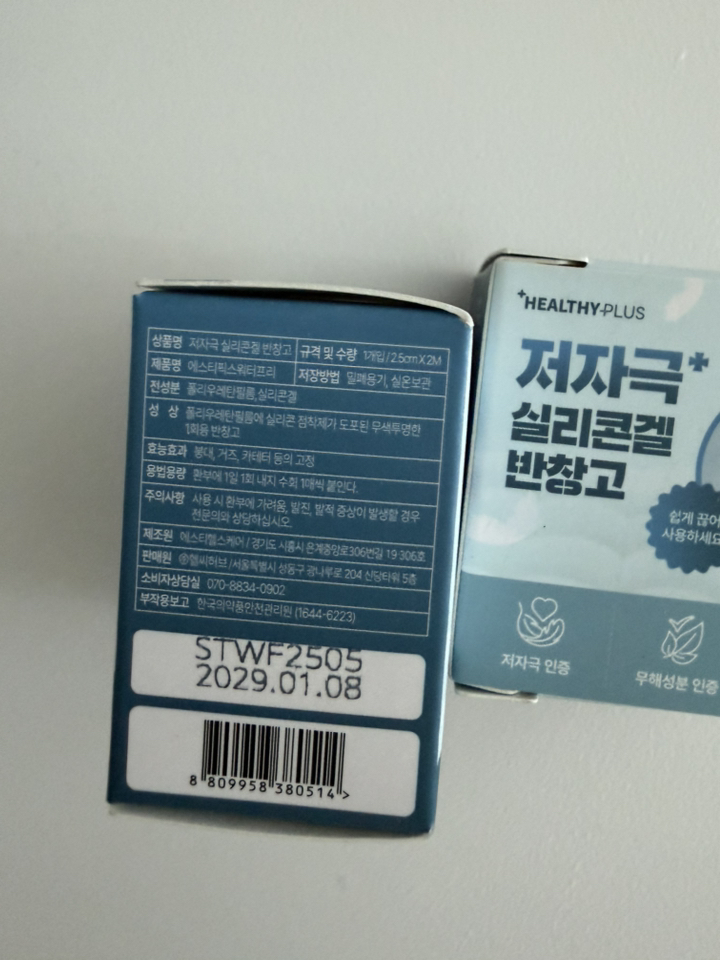 상품명 저자극 실리콘겔 반창고 규격 및 수량 1개입 / 2.5cm X 2M
제품명 에스티픽스워터프리 저장방법 밀폐용기, 실온보관
전성분 폴리우레탄필름, 실리콘겔
성 상 폴리우레탄필름에 실리콘 점착제가 도포된 무색투명한
1회용 반창고
효능효과 붕대, 거즈, 카테터 등의 고정
용법용량 환부에 1일 1회 내지 수회 1매씩 붙인다.
주의사항 사용 시 환부에 가려움, 발진, 발적 증상이 발생할 경우
전문의와 상담하십시오.
제조원 에스티헬스케어 / 경기도 시흥시 은계중앙로306번길 19 306호
판매원 ㈜헬씨허브 / 서울특별시 성동구 광나루로 204 신당타워 5층
소비자상담실 070-8834-0902
부작용보고 한국의약품안전관리원 (1644-6223)
STWF2505
2029.01.08
8 809958 380514 >
+HEALTHY-PLUS
저자극+
실리콘겔
반창고
쉽게 끊어
사용하세요
저자극 인증
무해성분 인증